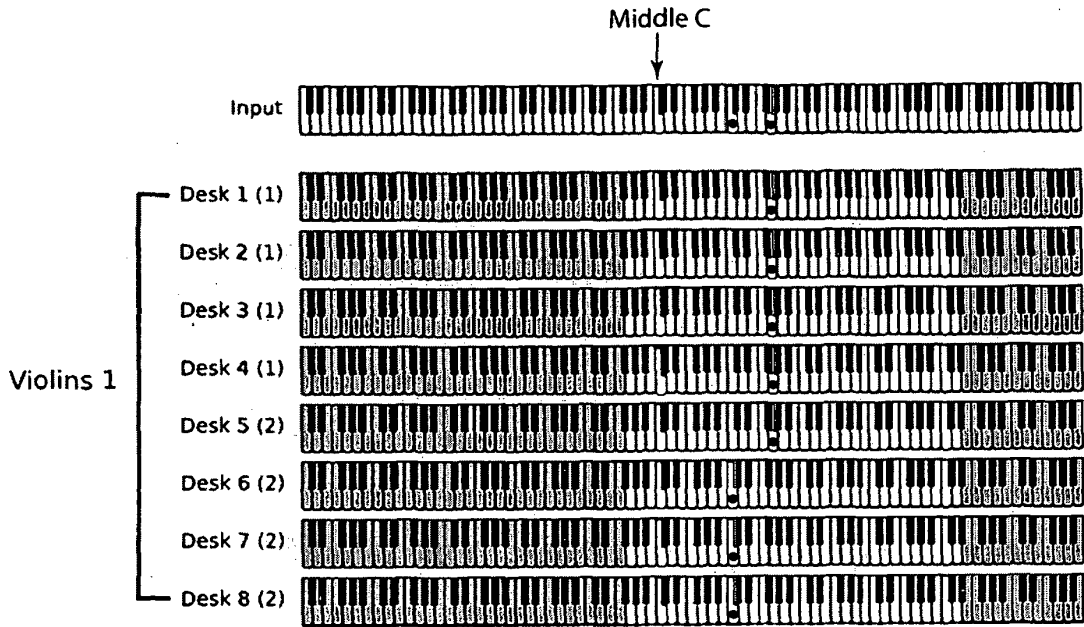 Middle C
Input
Desk 1 (1)
Desk 2 (1)
Desk 3 (1)
Desk 4 (1)
Violins 1
Desk 5 (2)
Desk 6 (2)
Desk 7 (2)
Desk 8 (2)